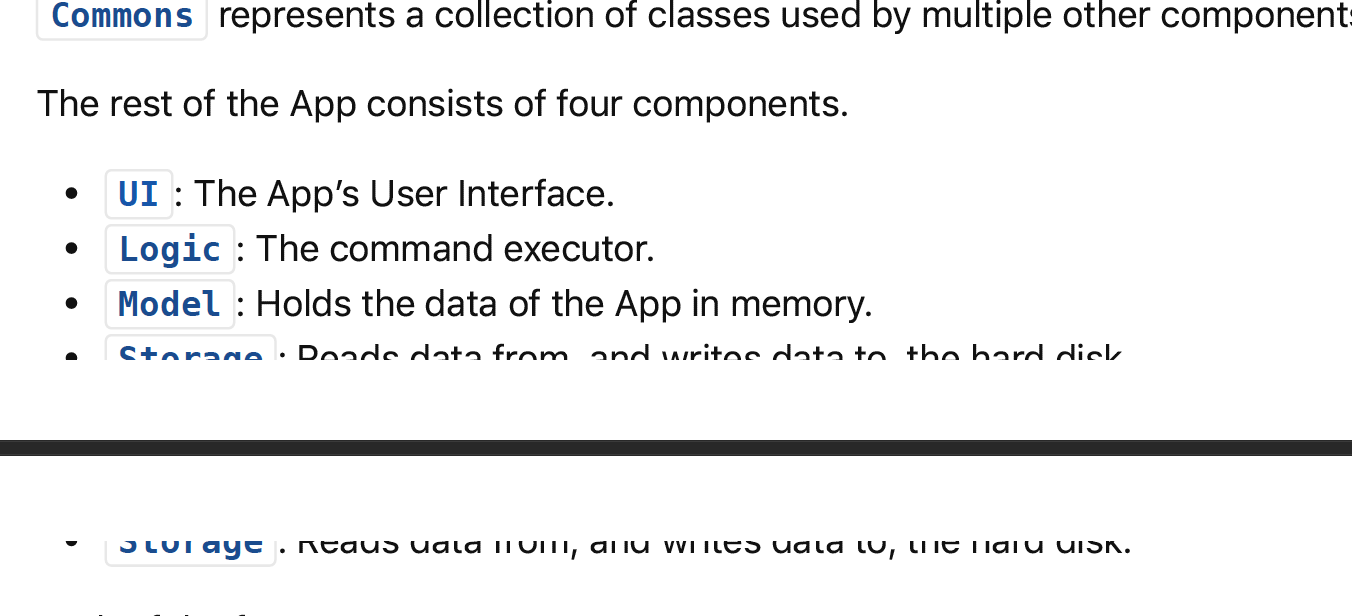 Commons represents a collection of classes used by multiple other components
The rest of the App consists of four components.
• UI: The App’s User Interface.
• Logic: The command executor.
• Model: Holds the data of the App in memory.
• Storage: Reads data from, and writes data to, the hard disk.
• Storage: Reads data from, and writes data to, the hard disk.